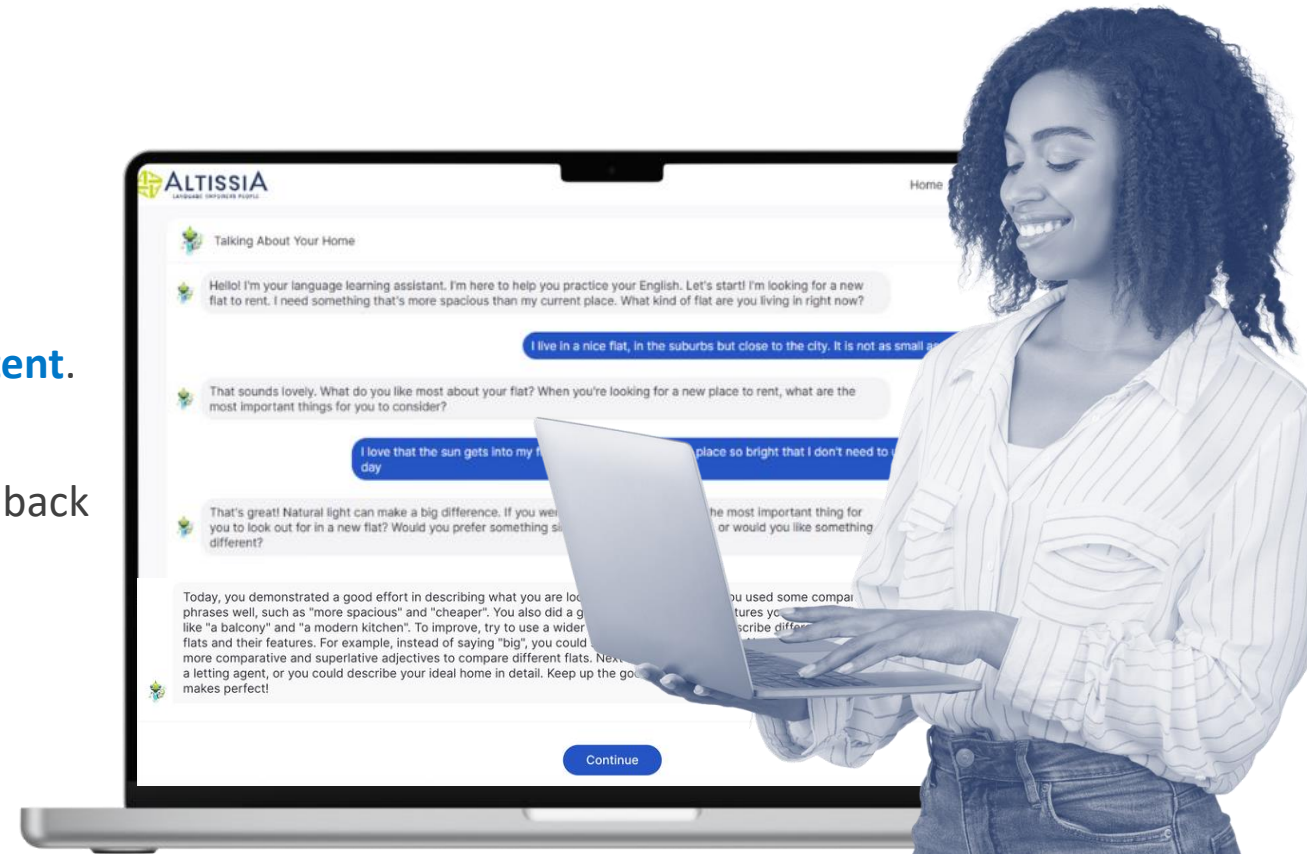 ALTISSIA
LANGUAGE EMPOWERS PEOPLE
Home
Talking About Your Home
Hello! I'm your language learning assistant. I'm here to help you practice your English. Let's start! I'm looking for a new
flat to rent. I need something that's more spacious than my current place. What kind of flat are you living in right now?
I live in a nice flat, in the suburbs but close to the city. It is not as small
That sounds lovely. What do you like most about your flat? When you're looking for a new place to rent, what are the
most important things for you to consider?
I love that the sun gets into my place so bright that I don't need to
day
That's great! Natural light can make a big difference. If you he most important thing for
you to look out for in a new flat? Would you prefer something or would you like something
different?
Today, you demonstrated a good effort in describing what you are used some
phrases well, such as "more spacious" and "cheaper". You also did a
like "a balcony" and "a modern kitchen". To improve, try to use a wider
flats and their features. For example, instead of saying "big", you could
more comparative and superlative adjectives to compare different flats.
a letting agent, or you could describe your ideal home in detail. Keep up the
makes perfect!
Continue
tent.
back